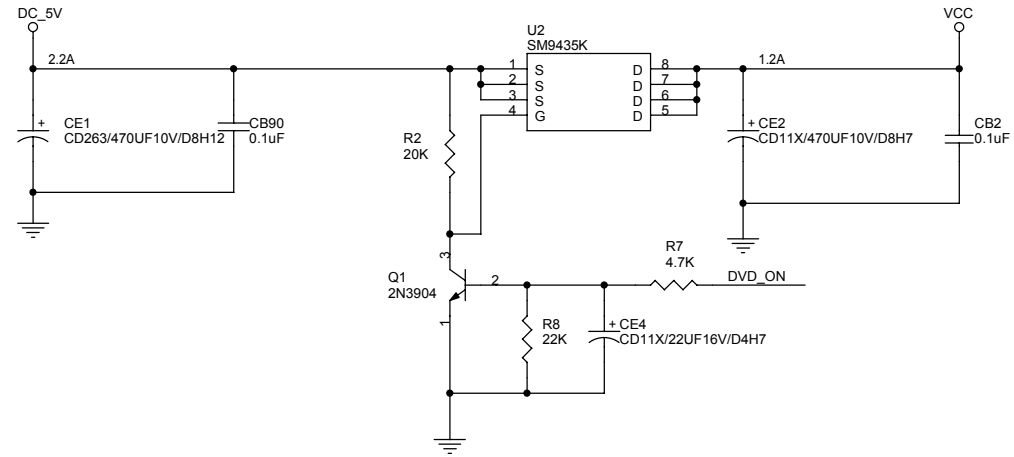 DC_5V
VCC
U2
SM9435K
2.2A
1.2A
1
2
3
4
S
S
S
G
D
D
D
D
8
7
6
5
+
CE1
CD263/470UF10V/D8H12
CB90
0.1uF
R2
20K
+
CE2
CD11X/470UF10V/D8H7
CB2
0.1uF
R7
4.7K
DVD_ON
Q1
2N3904
3
2
1
R8
22K
+
CE4
CD11X/22UF16V/D4H7